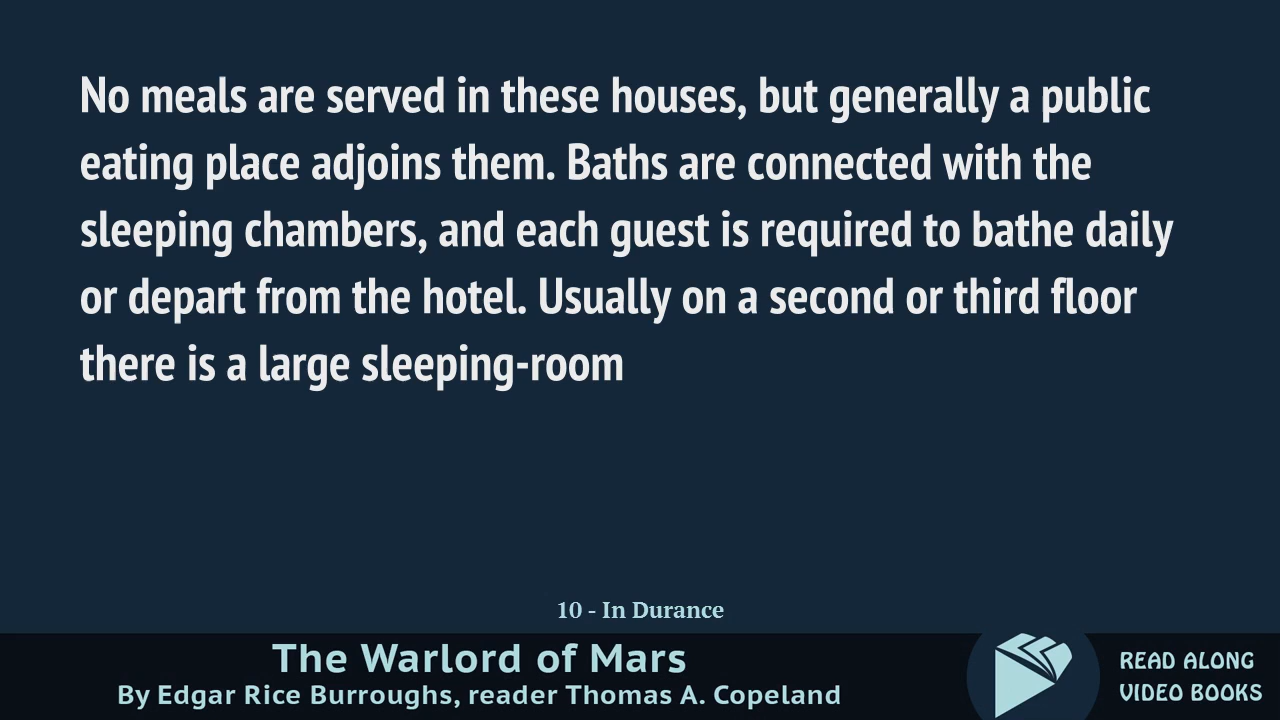 No meals are served in these houses, but generally a public
eating place adjoins them. Baths are connected with the
sleeping chambers, and each guest is required to bathe daily
or depart from the hotel. Usually on a second or third floor
there is a large sleeping-room
10 - In Durance
The Warlord of Mars
By Edgar Rice Burroughs, reader Thomas A. Copeland
READ ALONG
VIDEO BOOKS